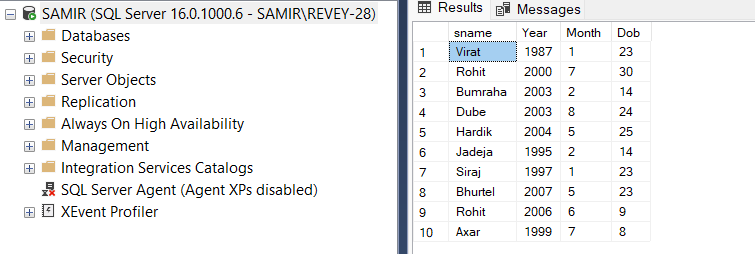 SAMIR (SQL Server 16.0.1000.6 - SAMIR\REVEY-28)
Databases
Security
Server Objects
Replication
Always On High Availability
Management
Integration Services Catalogs
SQL Server Agent (Agent XPs disabled)
XEvent Profiler
Results Messages
sname Year Month Dob
1 Virat 1987 1 23
2 Rohit 2000 7 30
3 Bumraha 2003 2 14
4 Dube 2003 8 24
5 Hardik 2004 5 25
6 Jadeja 1995 2 14
7 Siraj 1997 1 23
8 Bhurtel 2007 5 23
9 Rohit 2006 6 9
10 Axar 1999 7 8